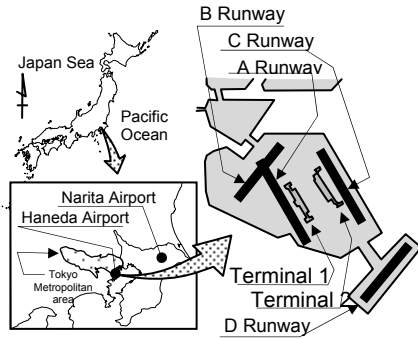 B Runway
C Runway
A Runway
Japan Sea
Pacific
Ocean
Narita Airport
Haneda Airport
Tokyo
Metropolitan
area
Terminal 1
Terminal 2
D Runway